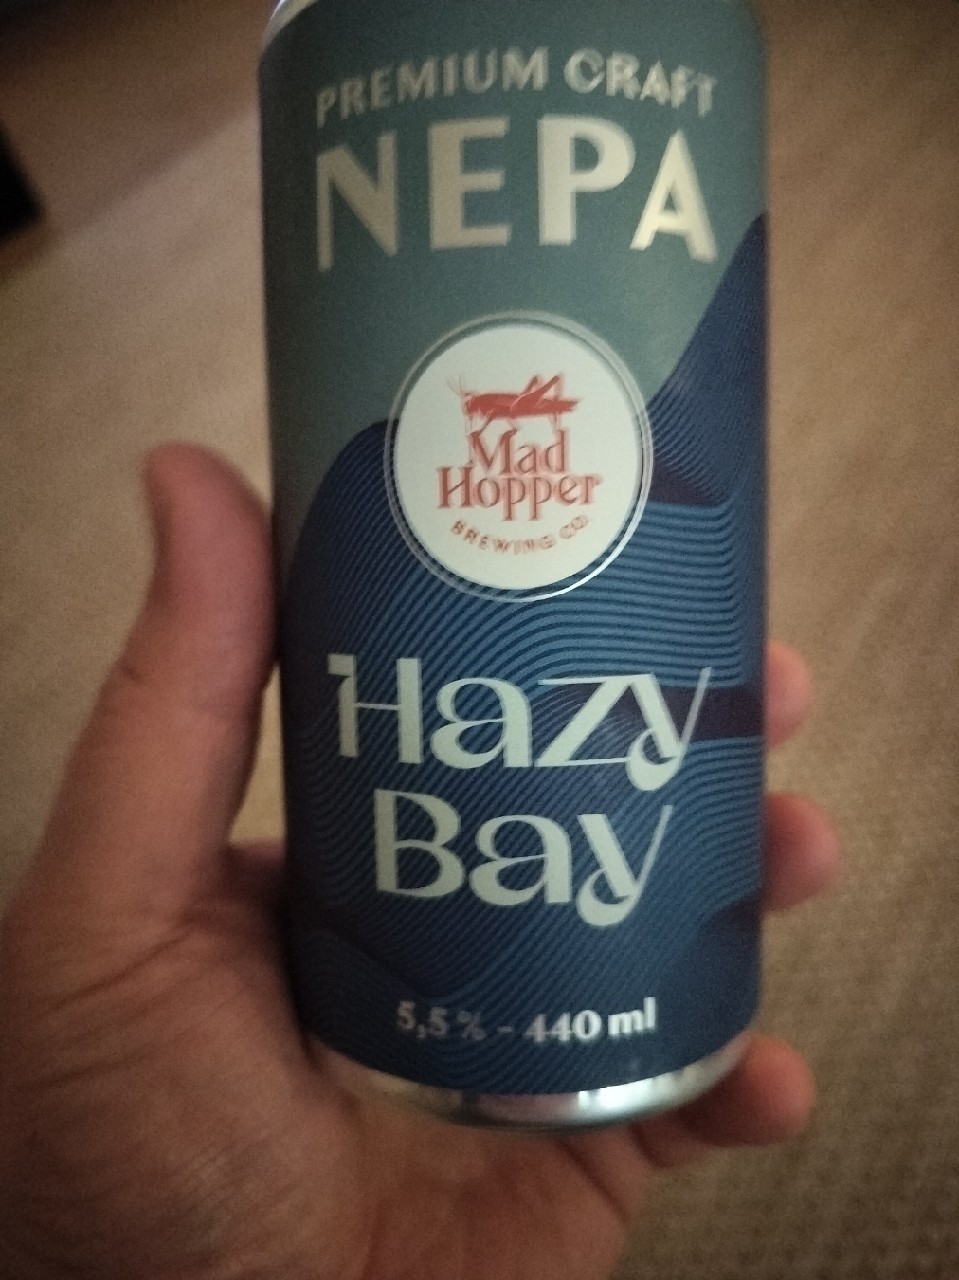 PREMIUM CRAFT
NEPA
Mad
Hopper
BREWING CO.
Hazy
Bay
5,5 % - 440 ml